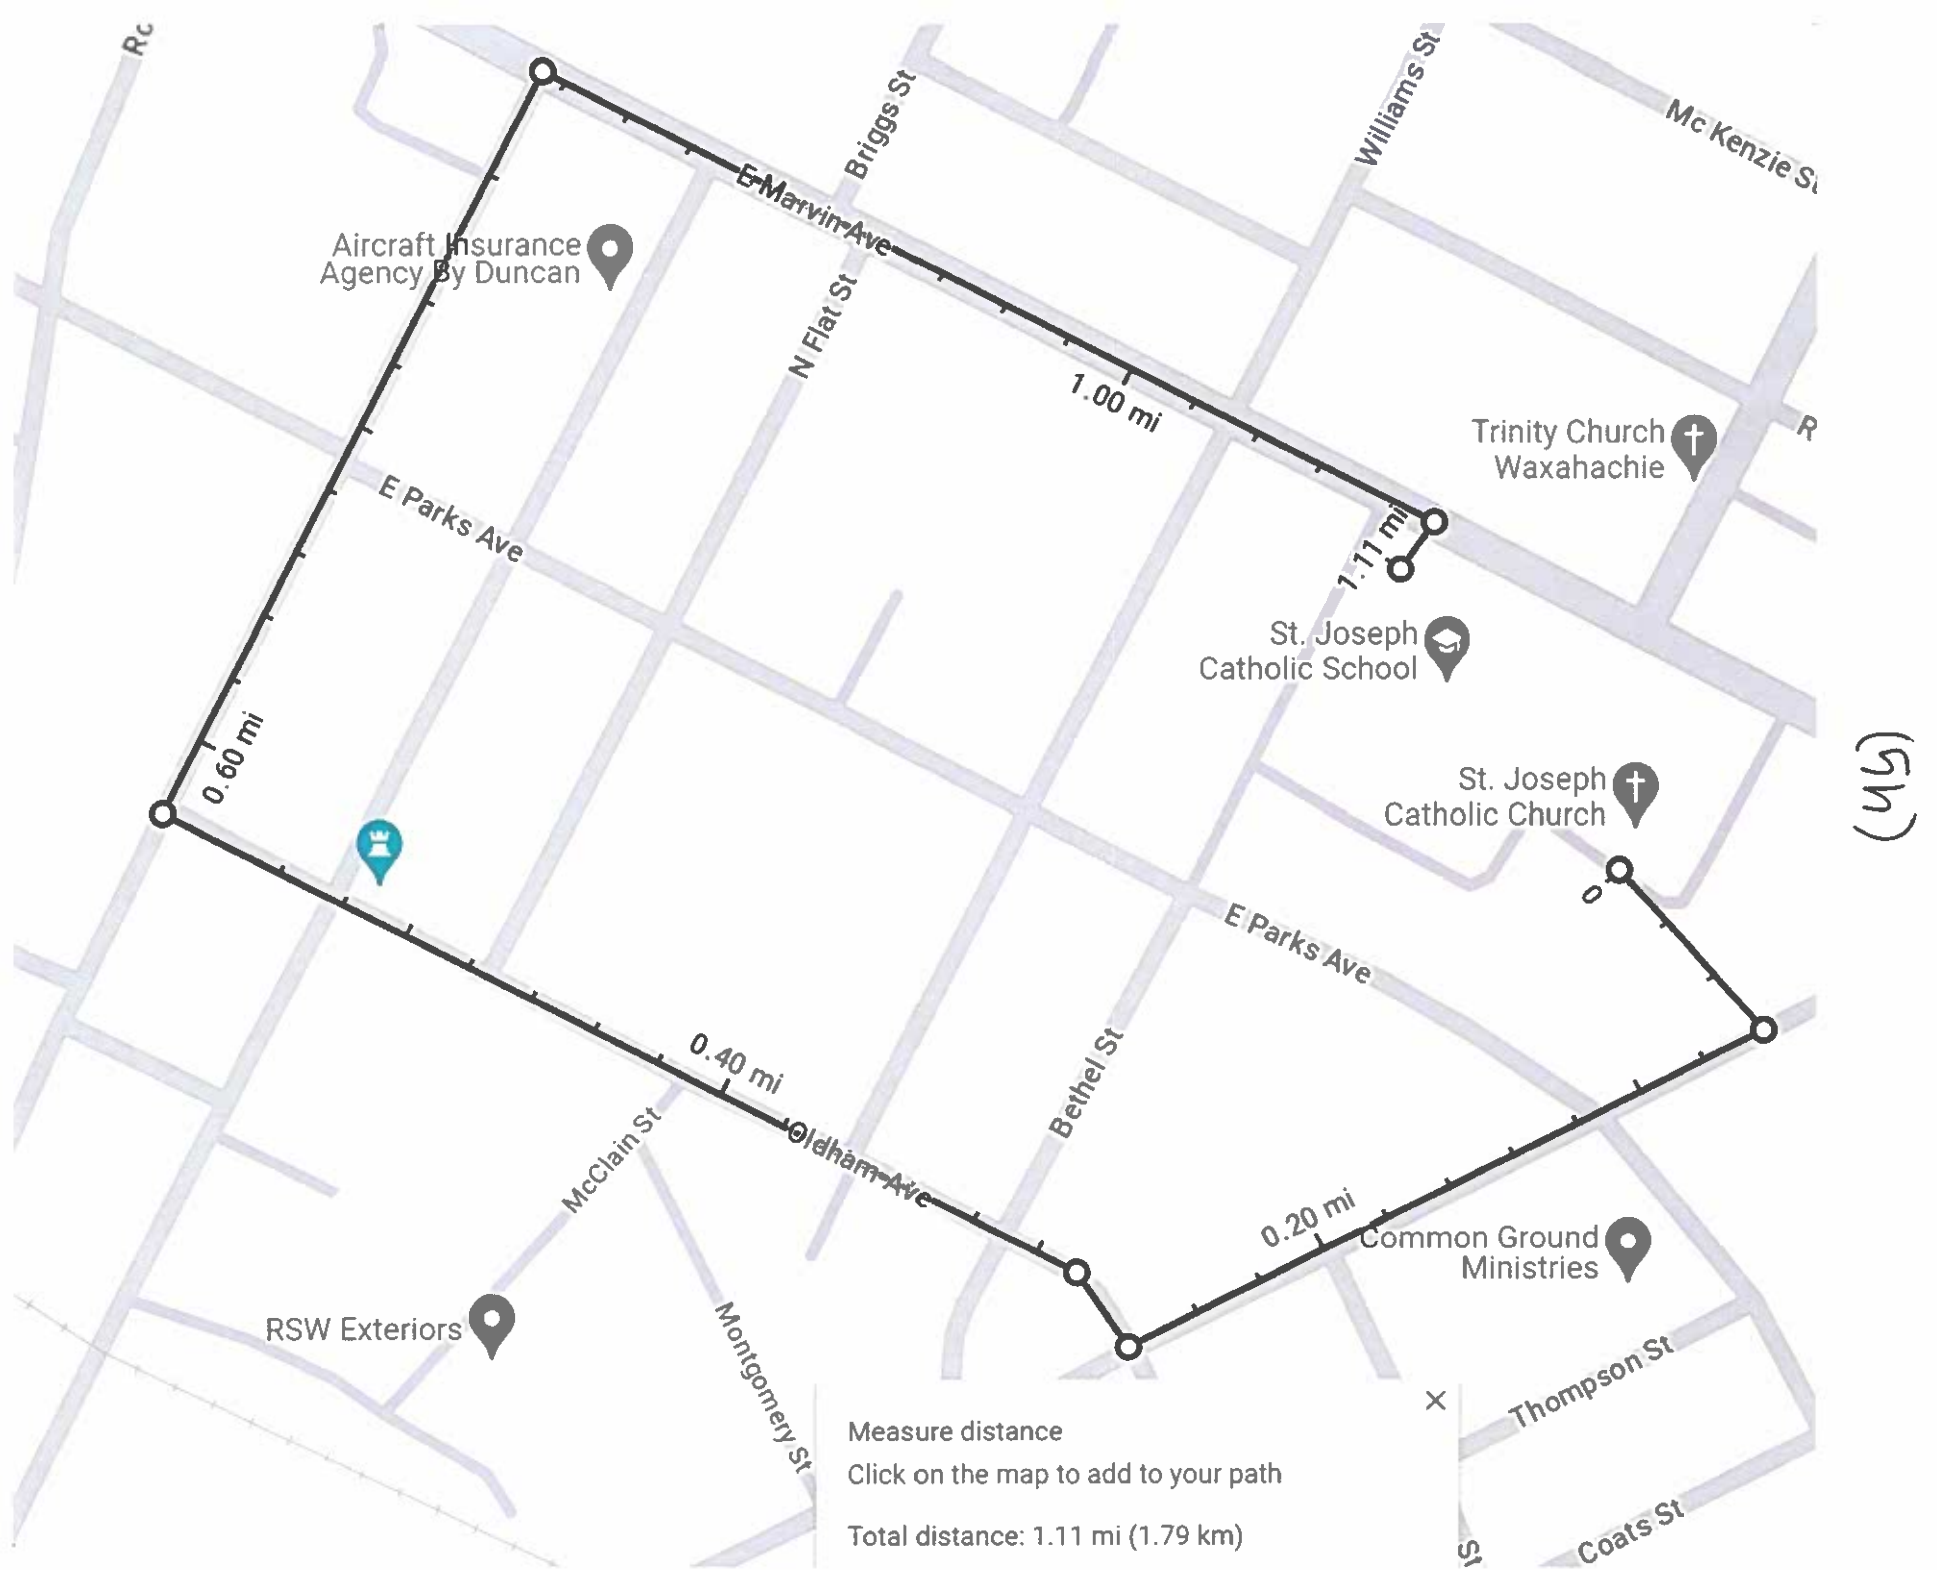 Rc
Briggs St
Williams St
Mc Kenzie St
E Marvin Ave
Aircraft Insurance
Agency By Duncan
N Flat St
1.00 mi
Trinity Church
Waxahachie
R
E Parks Ave
1.11 mi
St. Joseph
Catholic School
0.60 mi
St. Joseph
Catholic Church
0
E Parks Ave
0.40 mi
Bethel St
Oldham Ave
McClain St
0.20 mi
Common Ground
Ministries
RSW Exteriors
Montgomery St
Thompson St
Measure distance
Click on the map to add to your path
Total distance: 1.11 mi (1.79 km)
St
Coats St